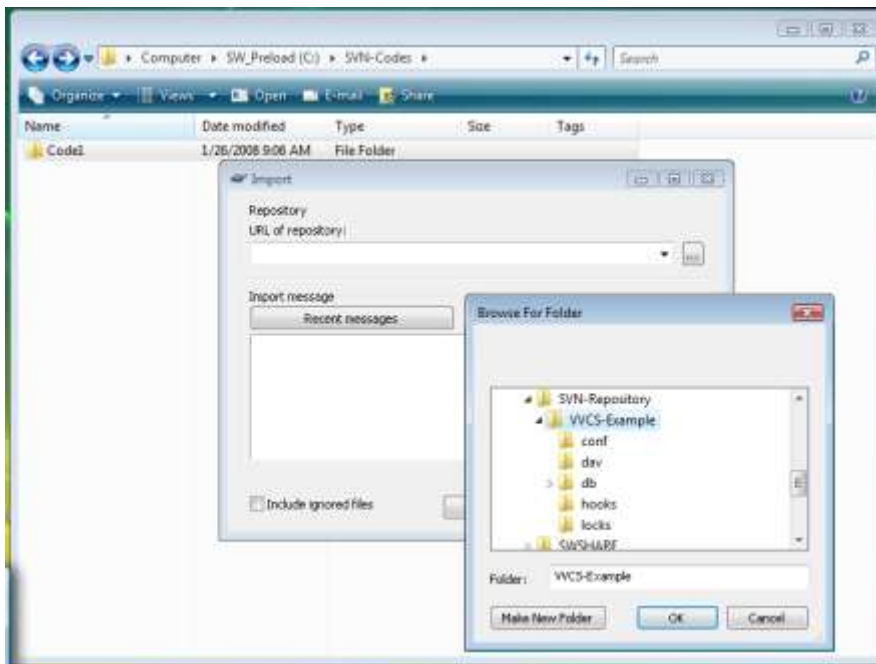 Computer ▸ SW_Preload (C:) ▸ SVN-Codes ▸
Search
Organize Views Open E-mail Share
Name Date modified Type Size Tags
Code1 1/26/2008 9:06 AM File Folder
Import
Repository
URL of repository:
...
Import message
Recent messages
Include ignored files
Browse For Folder
SVN-Repository
VVCS-Example
conf
dav
db
hooks
locks
SWSHARE
Folder: VVCS-Example
Make New Folder OK Cancel